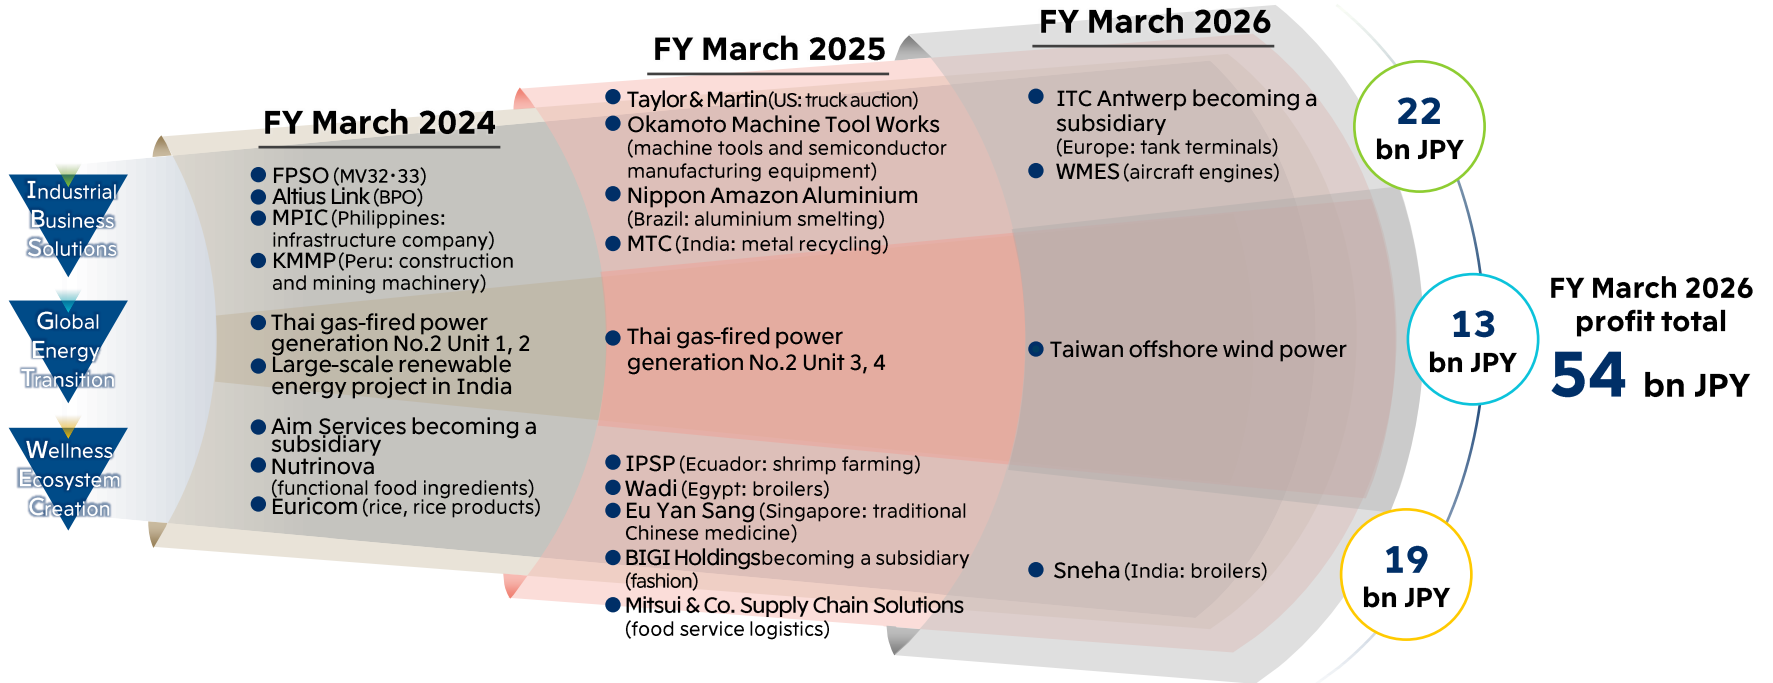 FY March 2024
FY March 2025
FY March 2026
Industrial
Business
Solutions
FPSO (MV32・33)
Altius Link (BPO)
MPIC (Philippines:
infrastructure company)
KMMP (Peru: construction
and mining machinery)
Taylor & Martin (US: truck auction)
Okamoto Machine Tool Works
(machine tools and semiconductor
manufacturing equipment)
Nippon Amazon Aluminium
(Brazil: aluminium smelting)
MTC (India: metal recycling)
ITC Antwerp becoming a
subsidiary
(Europe: tank terminals)
WMES (aircraft engines)
22
bn JPY
Global
Energy
Transition
Thai gas-fired power
generation No.2 Unit 1, 2
Large-scale renewable
energy project in India
Thai gas-fired power
generation No.2 Unit 3, 4
Taiwan offshore wind power
13
bn JPY
FY March 2026
profit total
54 bn JPY
Wellness
Ecosystem
Creation
Aim Services becoming a
subsidiary
Nutrinova
(functional food ingredients)
Euricom (rice, rice products)
IPSP (Ecuador: shrimp farming)
Wadi (Egypt: broilers)
Eu Yan Sang (Singapore: traditional
Chinese medicine)
BIGI Holdings becoming a subsidiary
(fashion)
Mitsui & Co. Supply Chain Solutions
(food service logistics)
Sneha (India: broilers)
19
bn JPY